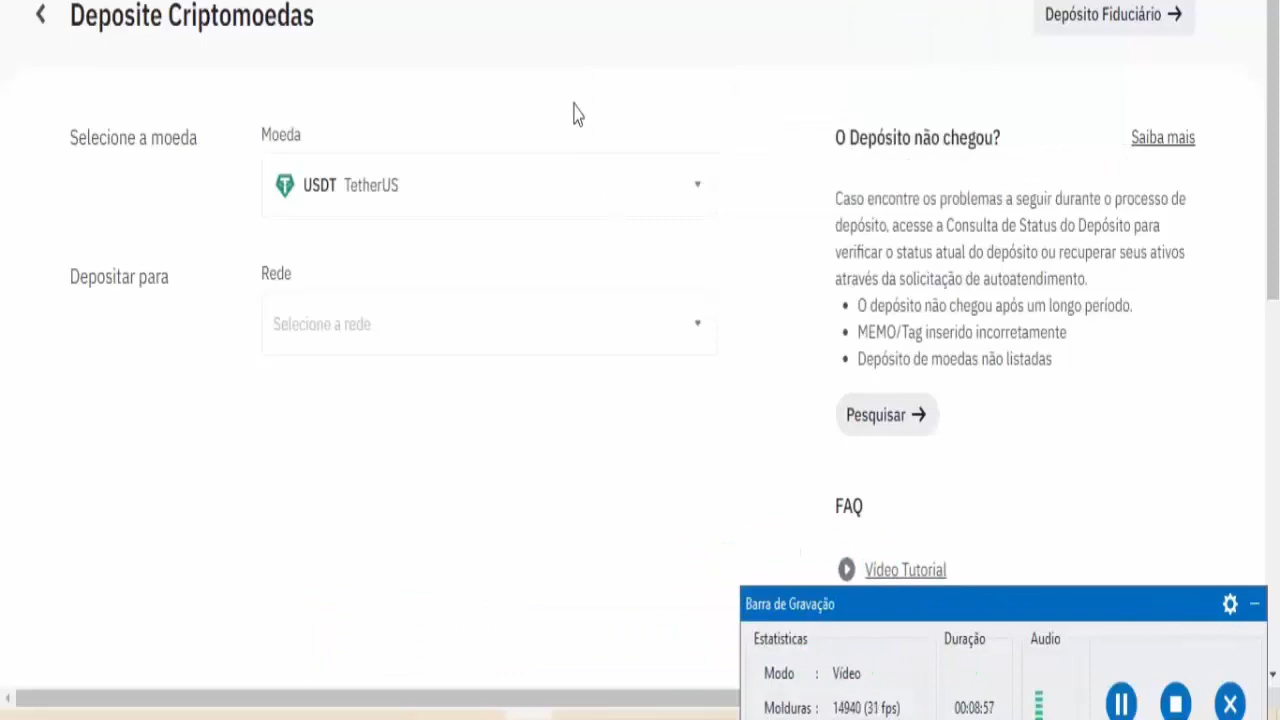 Deposite Criptomoedas
Depósito Fiduciário
Selecione a moeda
Moeda
USDT TetherUS
Depositar para
Rede
Selecione a rede
O Depósito não chegou?
Saiba mais
Caso encontre os problemas a seguir durante o processo de
depósito, acesse a Consulta de Status do Depósito para
verificar o status atual do depósito ou recuperar seus ativos
através da solicitação de autoatendimento.
• O depósito não chegou após um longo período.
• MEMO/Tag inserido incorretamente
• Depósito de moedas não listadas
Pesquisar
FAQ
Vídeo Tutorial
Barra de Gravação
Estatisticas
Duração
Audio
Modo : Vídeo
Molduras : 14940 (31 fps)
00:08:57